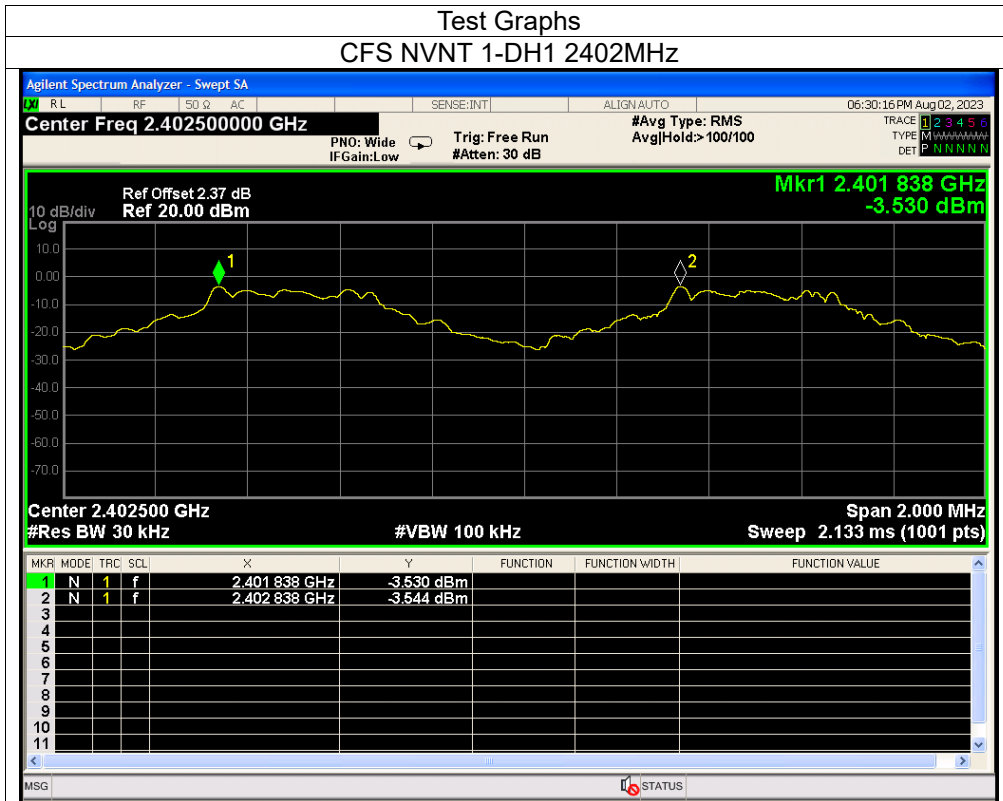 Test Graphs
CFS NVNT 1-DH1 2402MHz
Agilent Spectrum Analyzer - Swept SA
LXI RL RF 50 Ω AC SENSE:INT ALIGN AUTO 06:30:16 PM Aug 02, 2023
Center Freq 2.402500000 GHz
PNO: Wide
IFGain:Low
Trig: Free Run
#Atten: 30 dB
#Avg Type: RMS
Avg|Hold:>100/100
TRACE 1 2 3 4 5 6
TYPE MWWWWW
DET P N N N N N
Mkr1 2.401 838 GHz
-3.530 dBm
Ref Offset 2.37 dB
10 dB/div Ref 20.00 dBm
Log
10.0
0.00
-10.0
-20.0
-30.0
-40.0
-50.0
-60.0
-70.0
1
2
Center 2.402500 GHz Span 2.000 MHz
#Res BW 30 kHz #VBW 100 kHz Sweep 2.133 ms (1001 pts)
MKR MODE TRC SCL X Y FUNCTION FUNCTION WIDTH FUNCTION VALUE
1 N 1 f 2.401 838 GHz -3.530 dBm
2 N 1 f 2.402 838 GHz -3.544 dBm
3
4
5
6
7
8
9
10
11
MSG STATUS